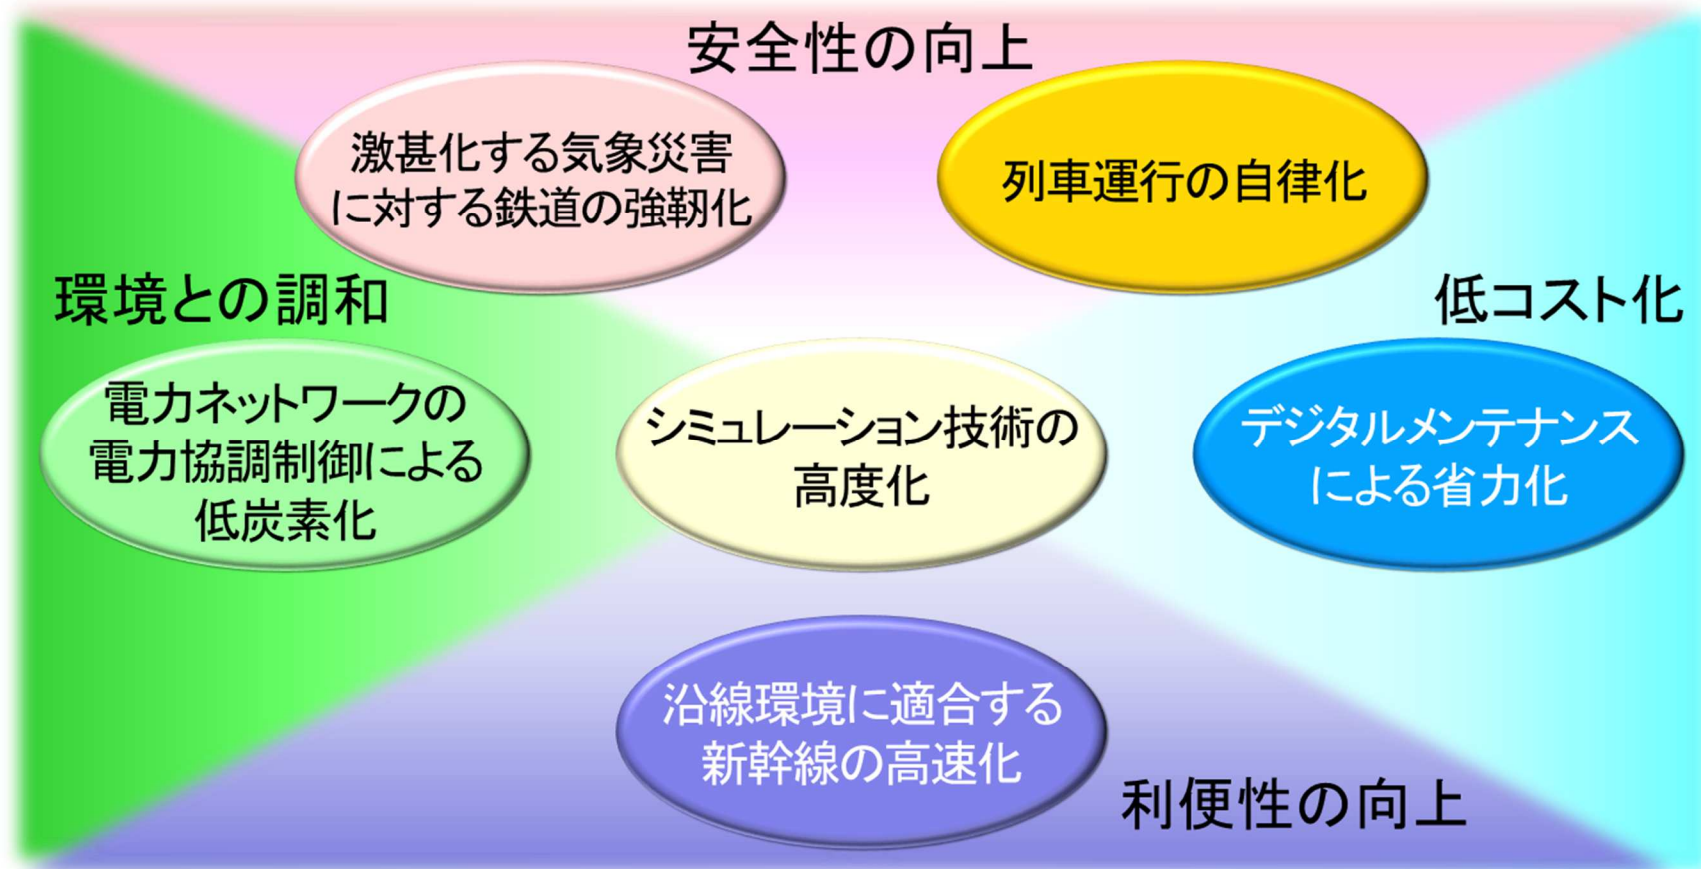 安全性の向上
激甚化する気象災害
に対する鉄道の強靭化
列車運行の自律化
環境との調和
低コスト化
電力ネットワークの
電力協調制御による
低炭素化
シミュレーション技術の
高度化
デジタルメンテナンス
による省力化
沿線環境に適合する
新幹線の高速化
利便性の向上